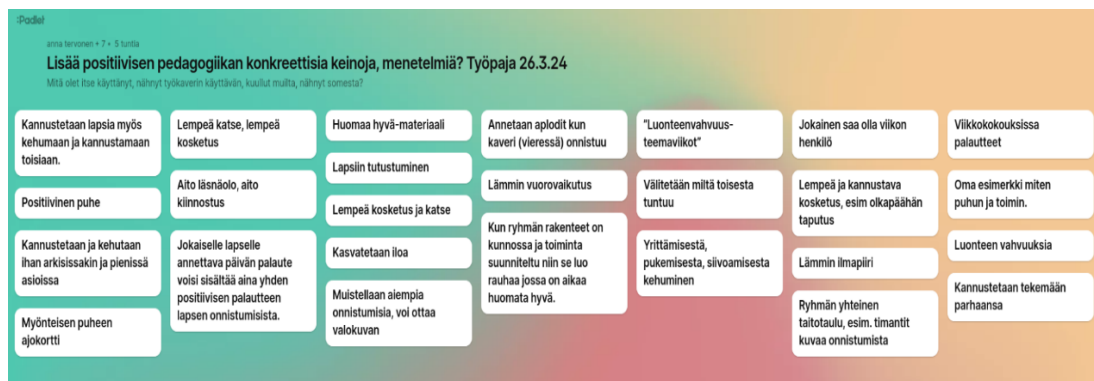 :Padlet
anna tervonen + 7 • 5 tuntia
Lisää positiivisen pedagogiikan konkreettisia keinoja, menetelmiä? Työpaja 26.3.24
Mitä olet itse käyttänyt, nähnyt työkaverin käyttävän, kuullut muilta, nähnyt somesta?
Kannustetaan lapsia myös
kehumaan ja kannustamaan
toisiaan.
Positiivinen puhe
Kannustetaan ja kehutaan
ihan arkisissakin ja pienissä
asioissa
Myönteisen puheen
ajokortti
Lempeä katse, lempeä
kosketus
Aito läsnäolo, aito
kiinnostus
Jokaiselle lapselle
annettava päivän palaute
voisi sisältää aina yhden
positiivisen palautteen
lapsen onnistumisista.
Huomaa hyvä-materiaali
Lapsiin tutustuminen
Lempeä kosketus ja katse
Kasvatetaan iloa
Muistellaan aiempia
onnistumisia, voi ottaa
valokuvan
Annetaan aplodit kun
kaveri (vieressä) onnistuu
Lämmin vuorovaikutus
Kun ryhmän rakenteet on
kunnossa ja toiminta
suunniteltu niin se luo
rauhaa jossa on aikaa
huomata hyvä.
"Luonteenvahvuus-
teemaviikot"
Välitetään miltä toisesta
tuntuu
Yrittämisestä,
pukemisesta, siivoamisesta
kehuminen
Jokainen saa olla viikon
henkilö
Lempeä ja kannustava
kosketus, esim olkapäähän
taputus
Lämmin ilmapiiri
Ryhmän yhteinen
taitotaulu, esim. timantit
kuvaa onnistumista
Viikkokokouksissa
palautteet
Oma esimerkki miten
puhun ja toimin.
Luonteen vahvuuksia
Kannustetaan tekemään
parhaansa